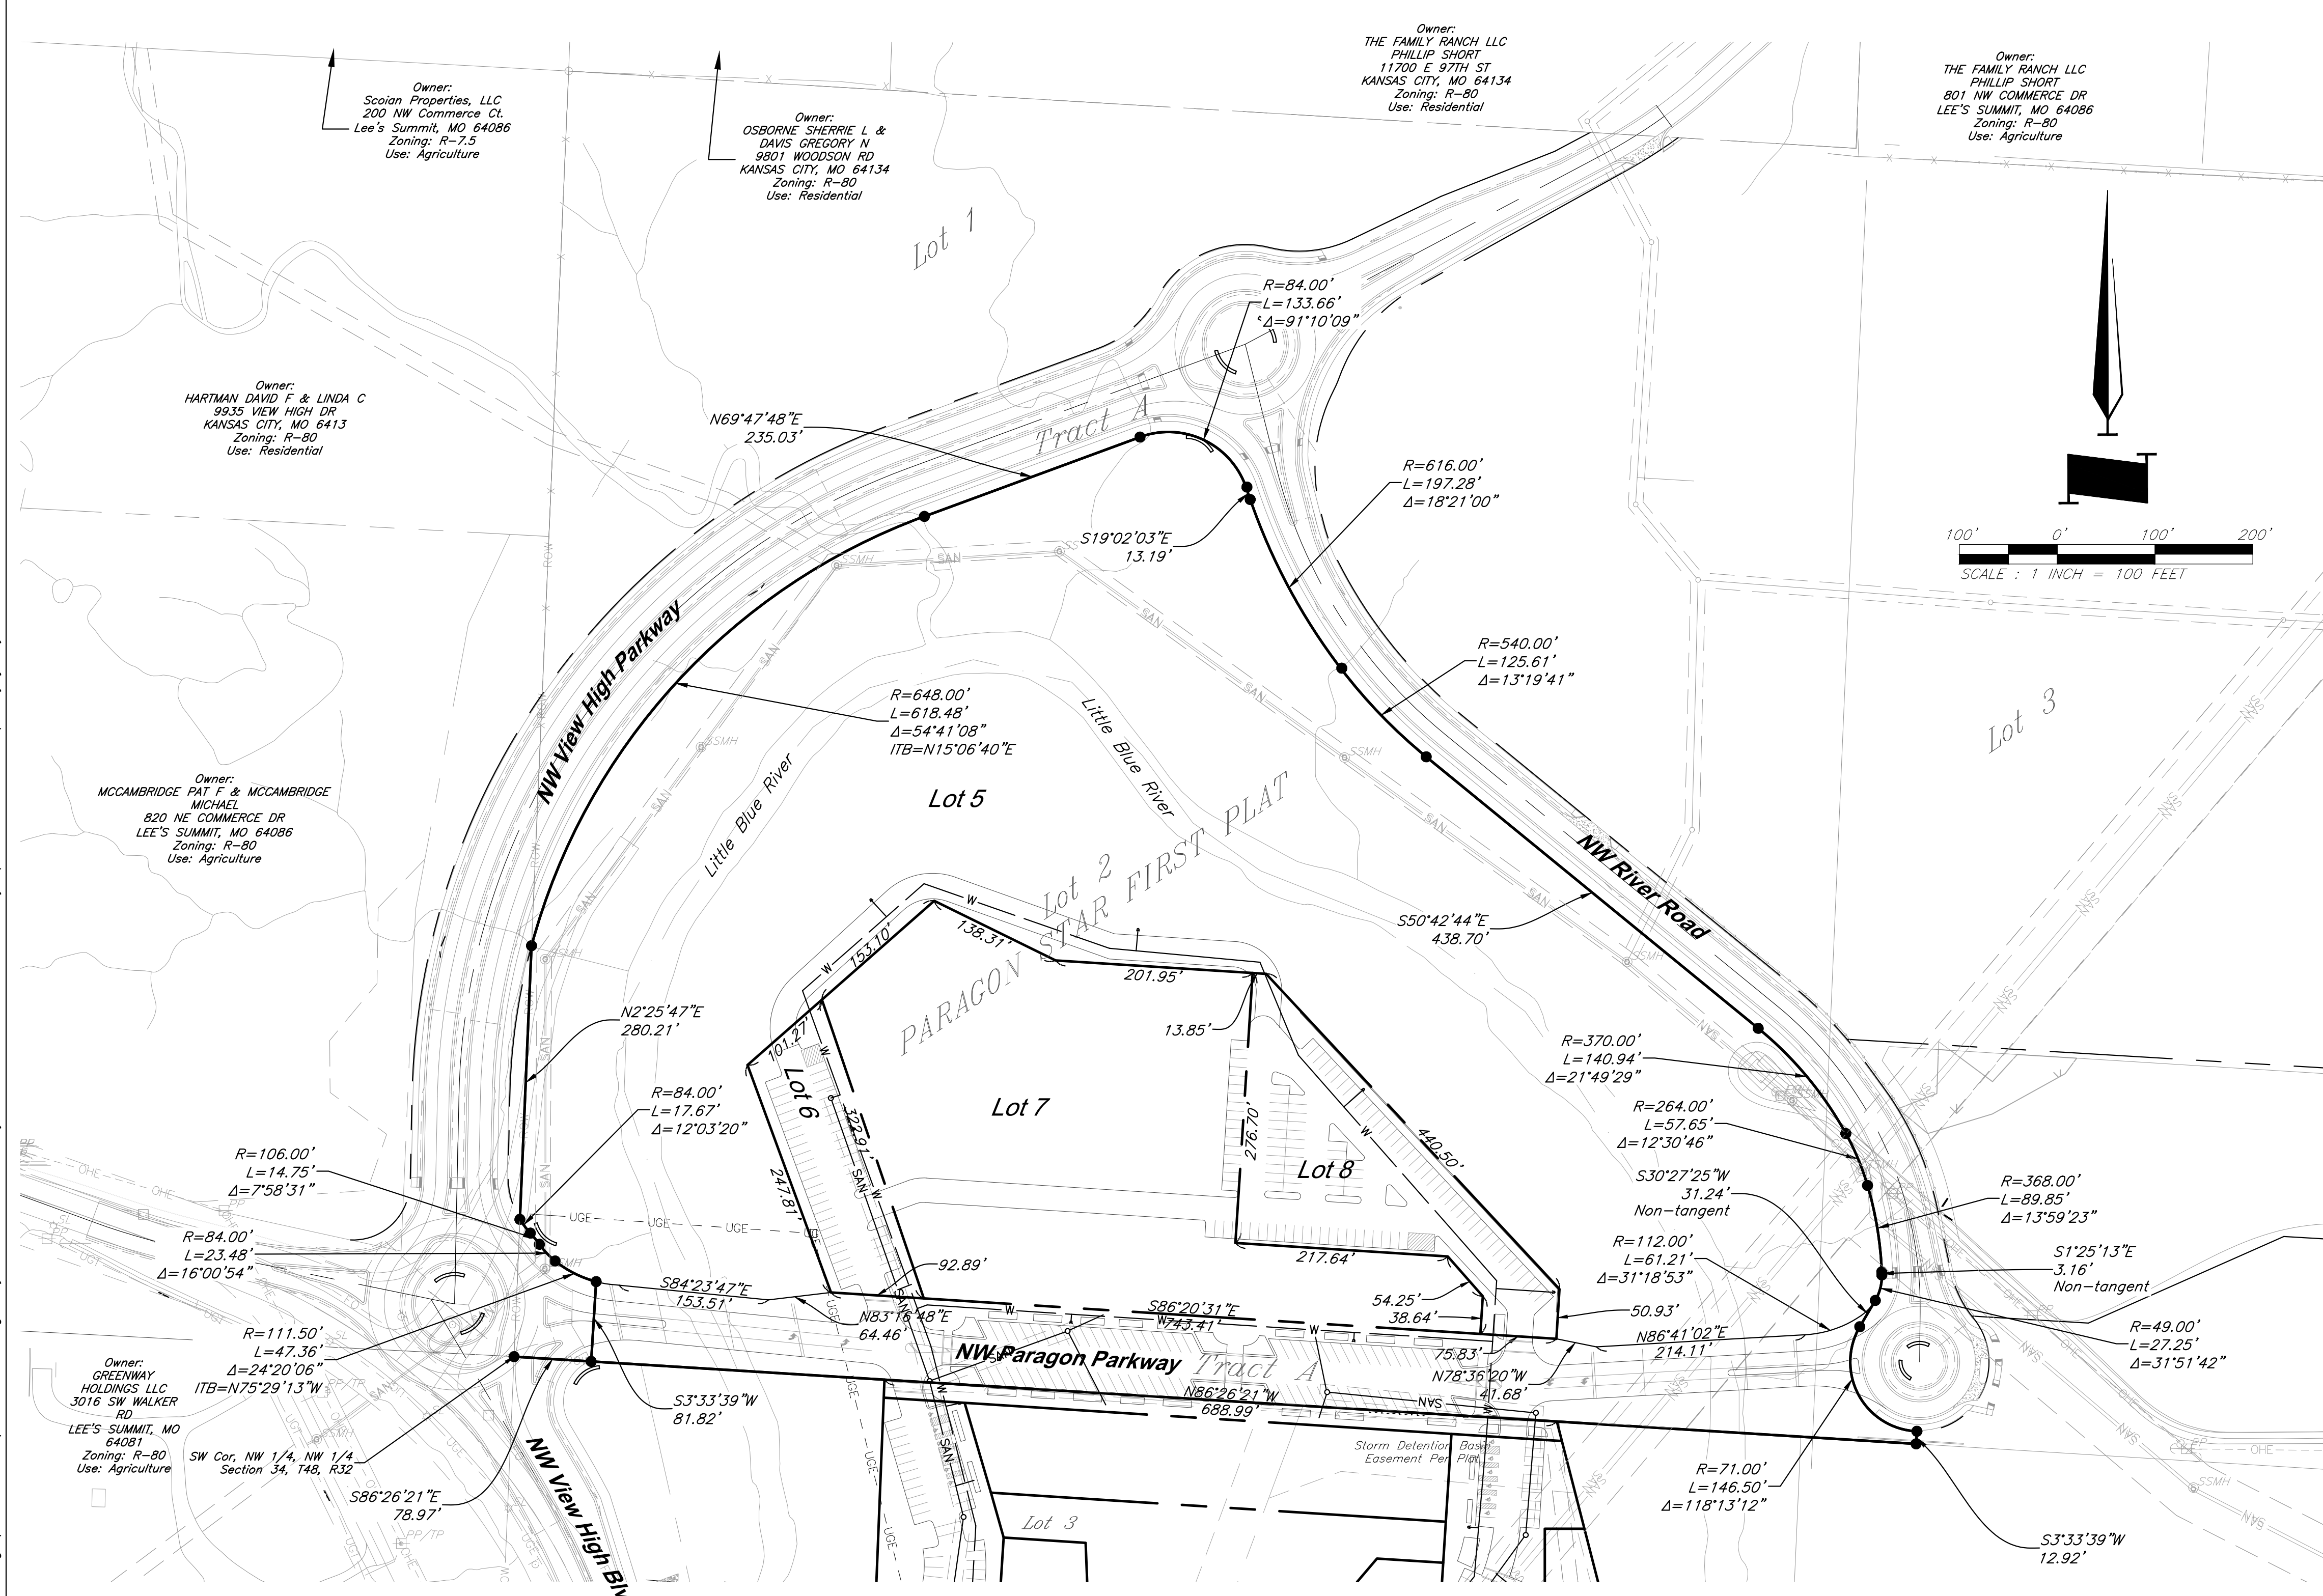 Owner:
Scoian Properties, LLC
200 NW Commerce Ct.
Lee's Summit, MO 64086
Zoning: R-7.5
Use: Agriculture
Owner:
OSBORNE SHERRIE L &
DAVIS GREGORY N
9801 WOODSON RD
KANSAS CITY, MO 64134
Zoning: R-80
Use: Residential
Owner:
THE FAMILY RANCH LLC
PHILLIP SHORT
11700 E 97TH ST
KANSAS CITY, MO 64134
Zoning: R-80
Use: Residential
Owner:
THE FAMILY RANCH LLC
PHILLIP SHORT
801 NW COMMERCE DR
LEE'S SUMMIT, MO 64086
Zoning: R-80
Use: Agriculture
Lot 1
R=84.00'
L=133.66'
Δ=91°10'09"
Owner:
HARTMAN DAVID F & LINDA C
9935 VIEW HIGH DR
KANSAS CITY, MO 6413
Zoning: R-80
Use: Residential
N69°47'48"E
235.03'
Tract A
R=616.00'
L=197.28'
Δ=18°21'00"
S19°02'03"E
13.19'
100' 0' 100' 200'
SCALE : 1 INCH = 100 FEET
SSMH
SAN
NW View High Parkway
R=540.00'
L=125.61'
Δ=13°19'41"
R=648.00'
L=618.48'
Δ=54°41'08"
ITB=N15°06'40"E
Lot 3
Little Blue River
Little Blue River
Lot 5
Owner:
MCCAMBRIDGE PAT F & MCCAMBRIDGE
MICHAEL
820 NE COMMERCE DR
LEE'S SUMMIT, MO 64086
Zoning: R-80
Use: Agriculture
Lot 2
PARAGON STAR FIRST PLAT
NW River Road
S50°42'44"E
438.70'
153.10'
138.31'
201.95'
13.85'
101.27'
N2°25'47"E
280.21'
Lot 6
Lot 7
322.91'
276.70'
440.50'
Lot 8
247.81'
R=370.00'
L=140.94'
Δ=21°49'29"
R=264.00'
L=57.65'
Δ=12°30'46"
S30°27'25"W
31.24'
Non-tangent
R=368.00'
L=89.85'
Δ=13°59'23"
R=84.00'
L=17.67'
Δ=12°03'20"
R=106.00'
L=14.75'
Δ=7°58'31"
R=84.00'
L=23.48'
Δ=16°00'54"
UGE UGE UGE
217.64'
R=112.00'
L=61.21'
Δ=31°18'53"
S1°25'13"E
3.16'
Non-tangent
92.89'
S84°23'47"E
153.51'
N83°16'48"E
64.46'
S86°20'31"E
743.41'
54.25'
38.64'
50.93'
N86°41'02"E
214.11'
75.83'
N78°36'20"W
41.68'
R=49.00'
L=27.25'
Δ=31°51'42"
R=111.50'
L=47.36'
Δ=24°20'06"
ITB=N75°29'13"W
NW Paragon Parkway
Tract A
N86°26'21"W
688.99'
S3°33'39"W
81.82'
Owner:
GREENWAY
HOLDINGS LLC
3016 SW WALKER
RD
LEE'S SUMMIT, MO
64081
Zoning: R-80
Use: Agriculture
SW Cor, NW 1/4, NW 1/4
Section 34, T48, R32
S86°26'21"E
78.97'
NW View High Blv
Storm Detention Basin
Easement Per Plat
R=71.00'
L=146.50'
Δ=118°13'12"
Lot 3
S3°33'39"W
12.92'
PP/TP
OHE